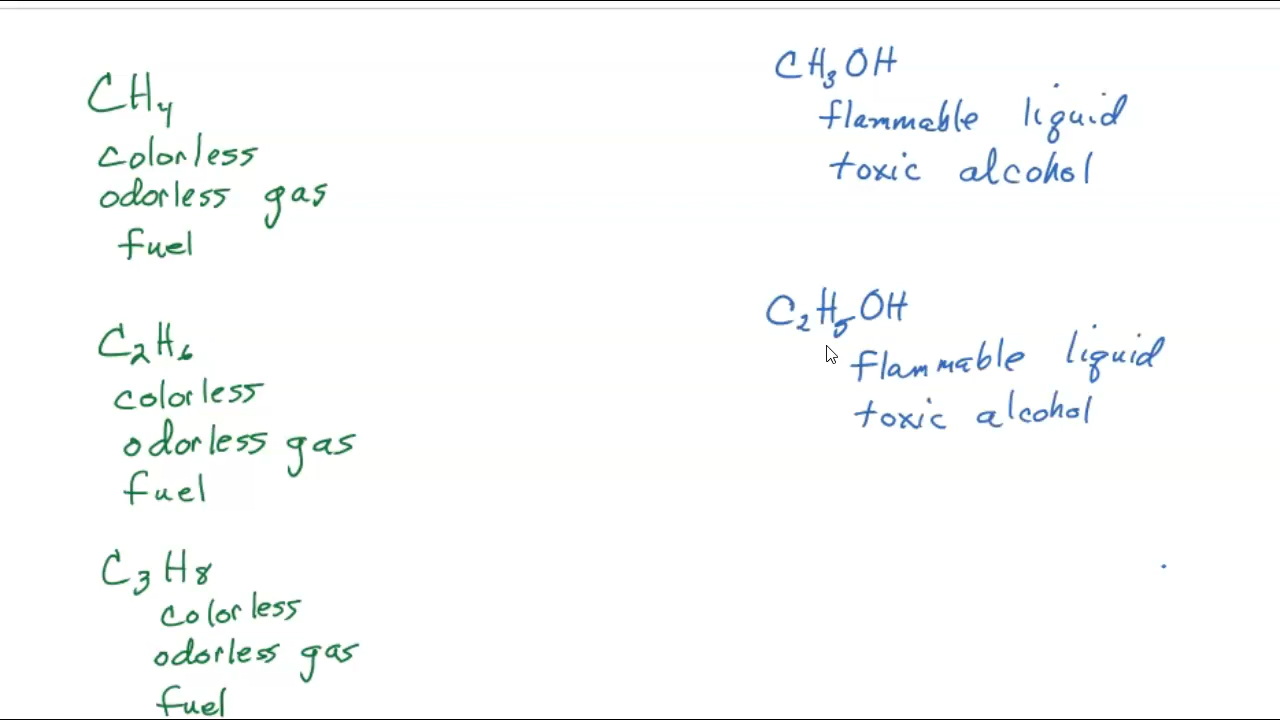 CH₄
colorless
odorless gas
fuel
C₂H₆
colorless
odorless gas
fuel
C₃H₈
colorless
odorless gas
fuel
CH₃OH
flammable liquid
toxic alcohol
C₂H₅OH
flammable liquid
toxic alcohol